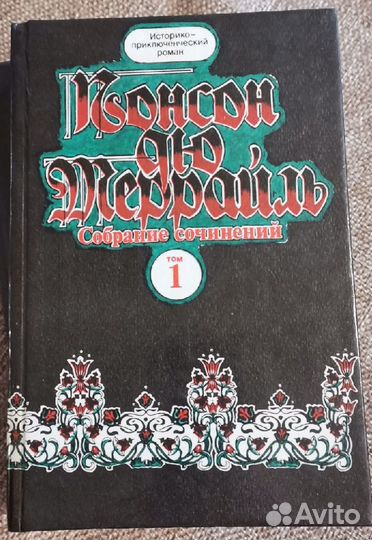 Историко-
приключенческий
роман
Понсон
дю
Террайль
Собрание сочинений
том
1
Avito